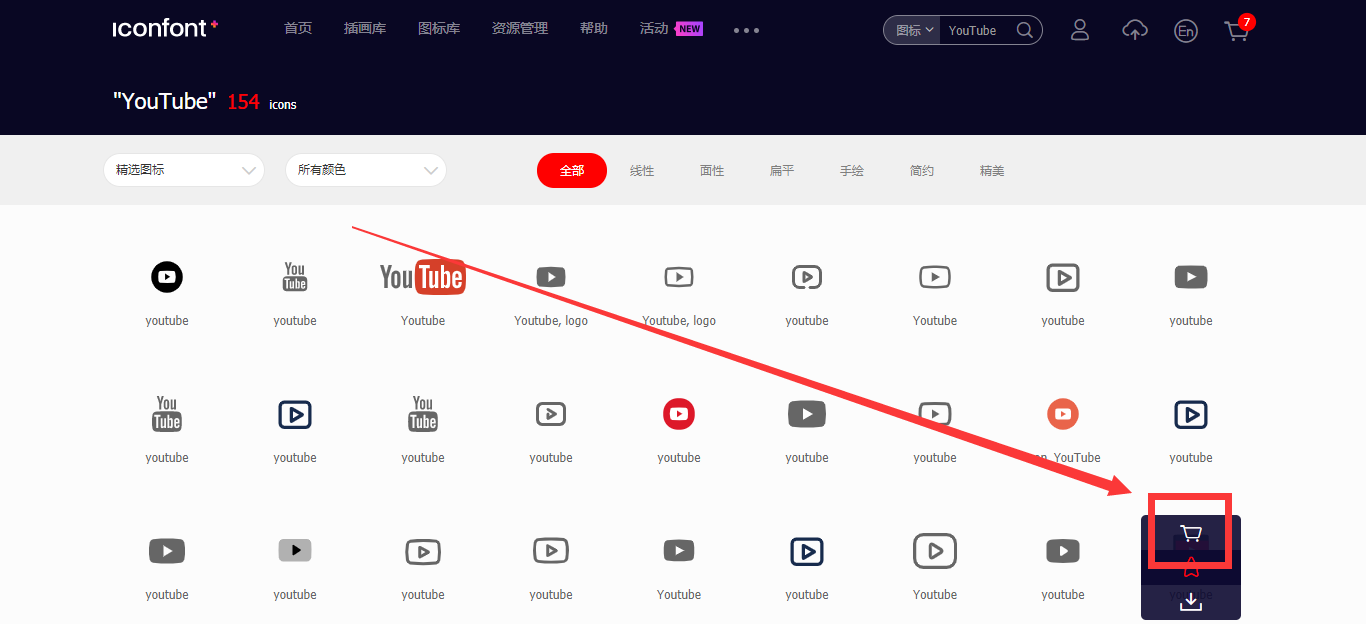 iconfont+
首页 插画库 图标库 资源管理 帮助 活动 NEW
图标 YouTube En 7
"YouTube" 154 icons
精选图标 所有颜色 全部 线性 面性 扁平 手绘 简约 精美
You Tube YouTube
youtube youtube Youtube Youtube, logo Youtube, logo youtube Youtube youtube youtube
You Tube You Tube
youtube youtube youtube youtube youtube youtube youtube YouTube youtube
youtube youtube youtube youtube Youtube youtube Youtube youtube youtube